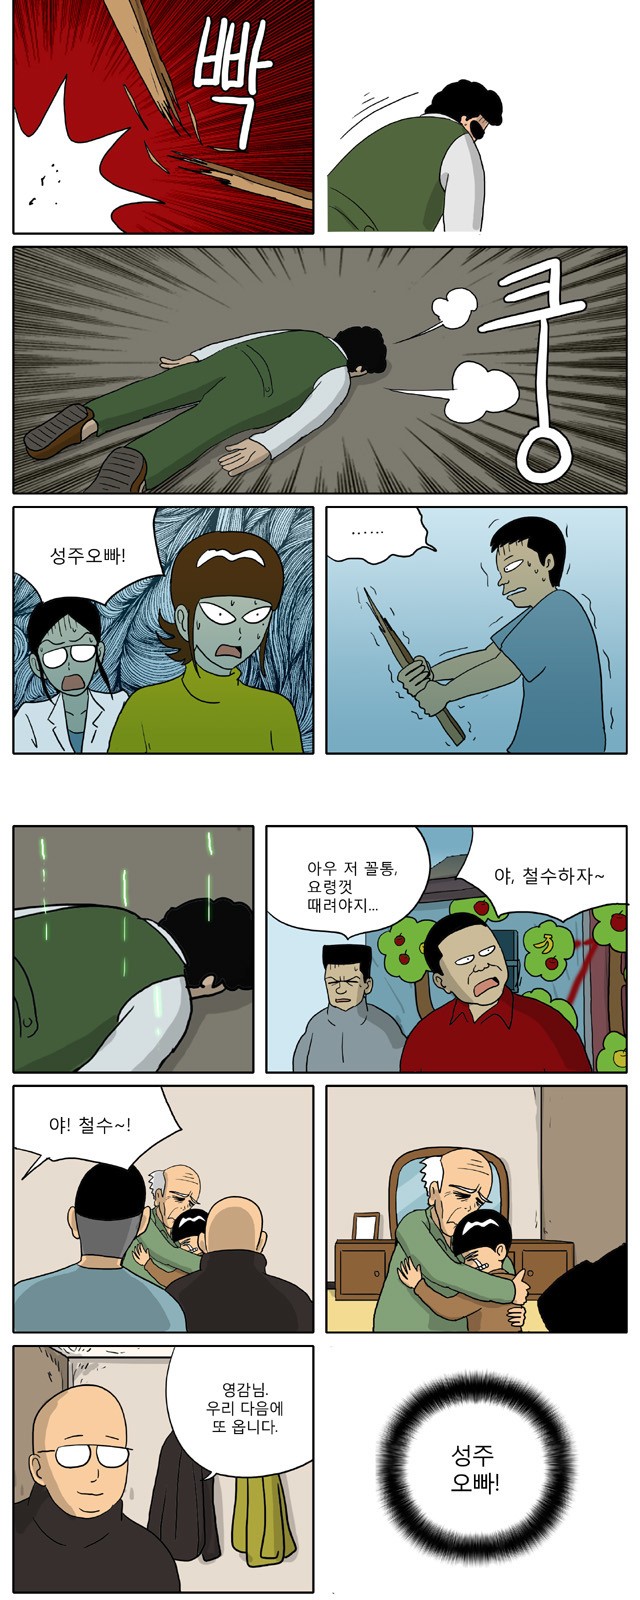 빡
쿵
성주오빠!
......
아우 저 꼴통,
요령껏
때려야지...
야, 철수하자~
야! 철수~!
영감님.
우리 다음에
또 옵니다.
성주
오빠!